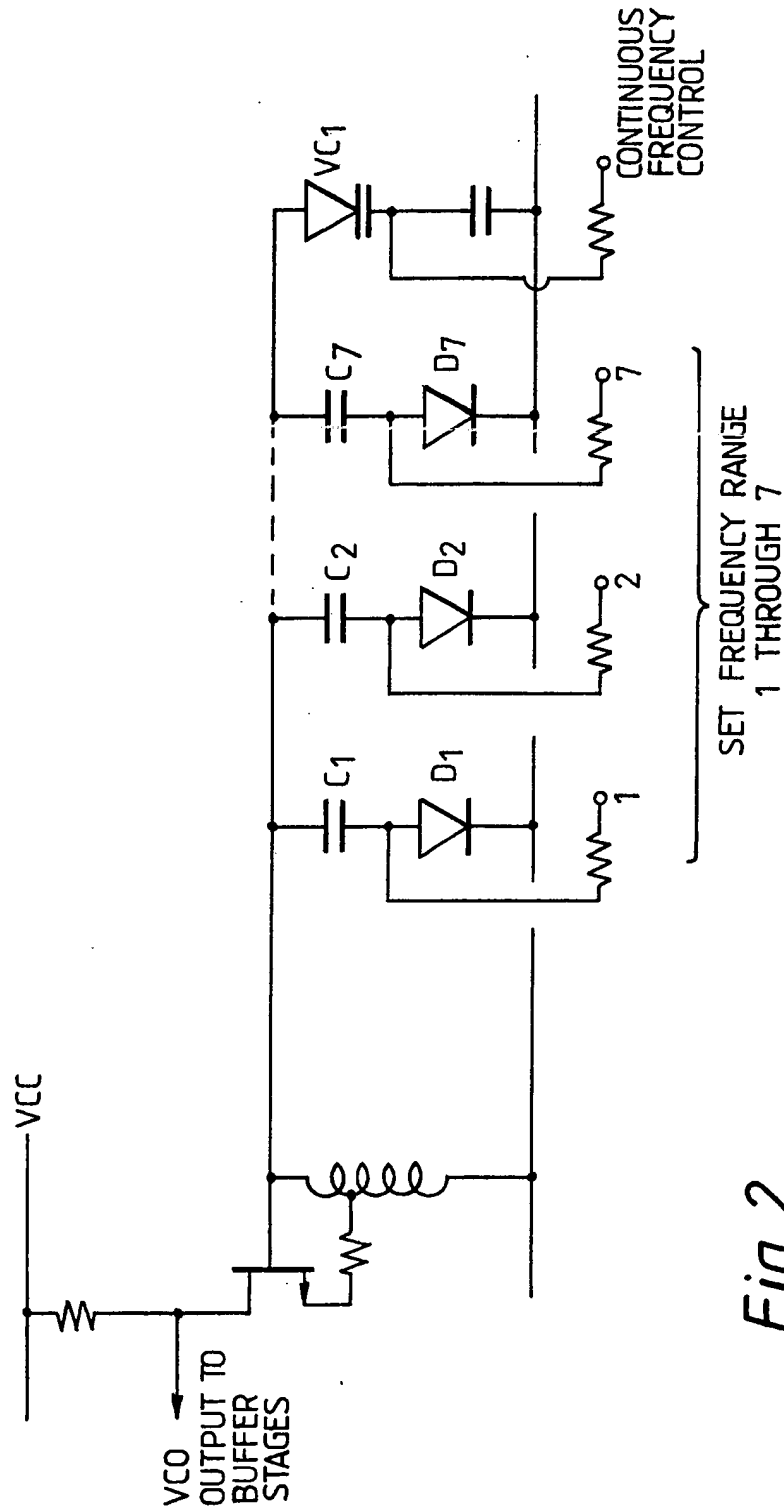 VCC
VCO
OUTPUT TO
BUFFER
STAGES
C1
D1
1
C2
D2
2
C7
D7
7
VC1
CONTINUOUS
FREQUENCY
CONTROL
SET FREQUENCY RANGE
1 THROUGH 7
Fig.2